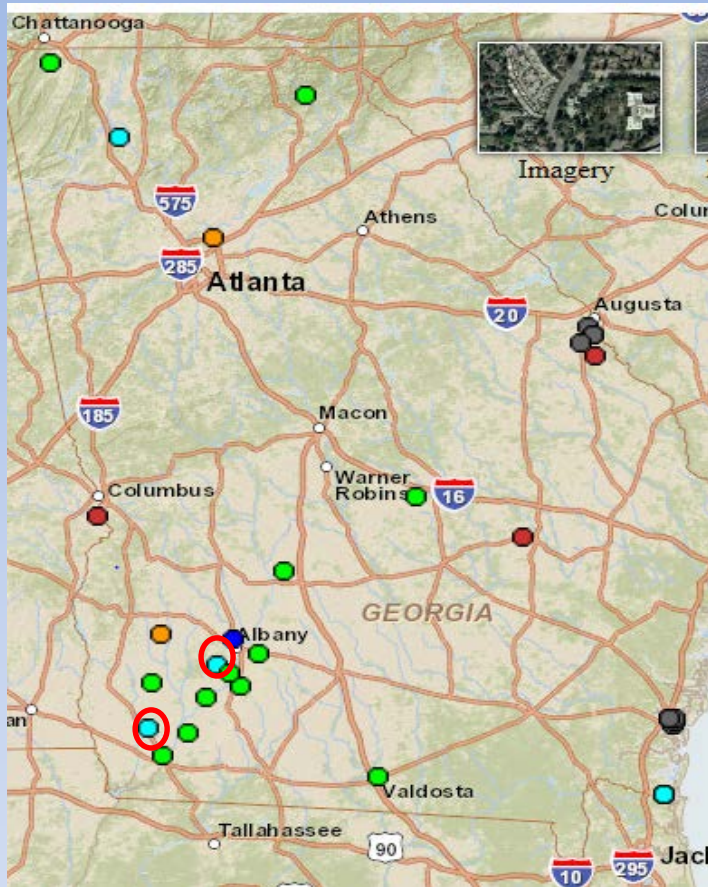 Chattanooga
Imagery
575
Athens
Colu
285
Atlanta
20
Augusta
185
Macon
Columbus
Warner
Robins
16
GEORGIA
Albany
an
Valdosta
Tallahassee
90
10
295
Jac